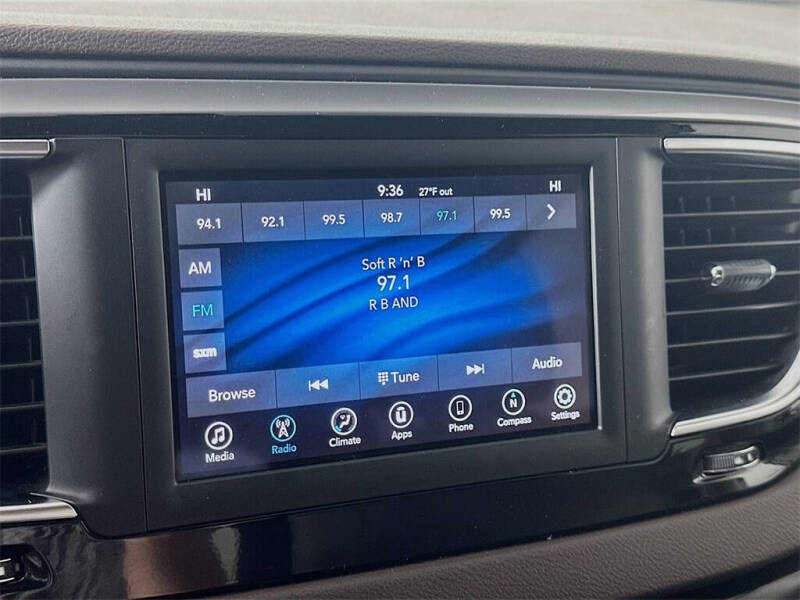 HI 9:36 27°F out HI
94.1 92.1 99.5 98.7 97.1 99.5
AM
Soft R 'n' B
97.1
FM
R B AND
sxm
Browse Tune Audio
Media Radio Climate Apps Phone N Compass Settings